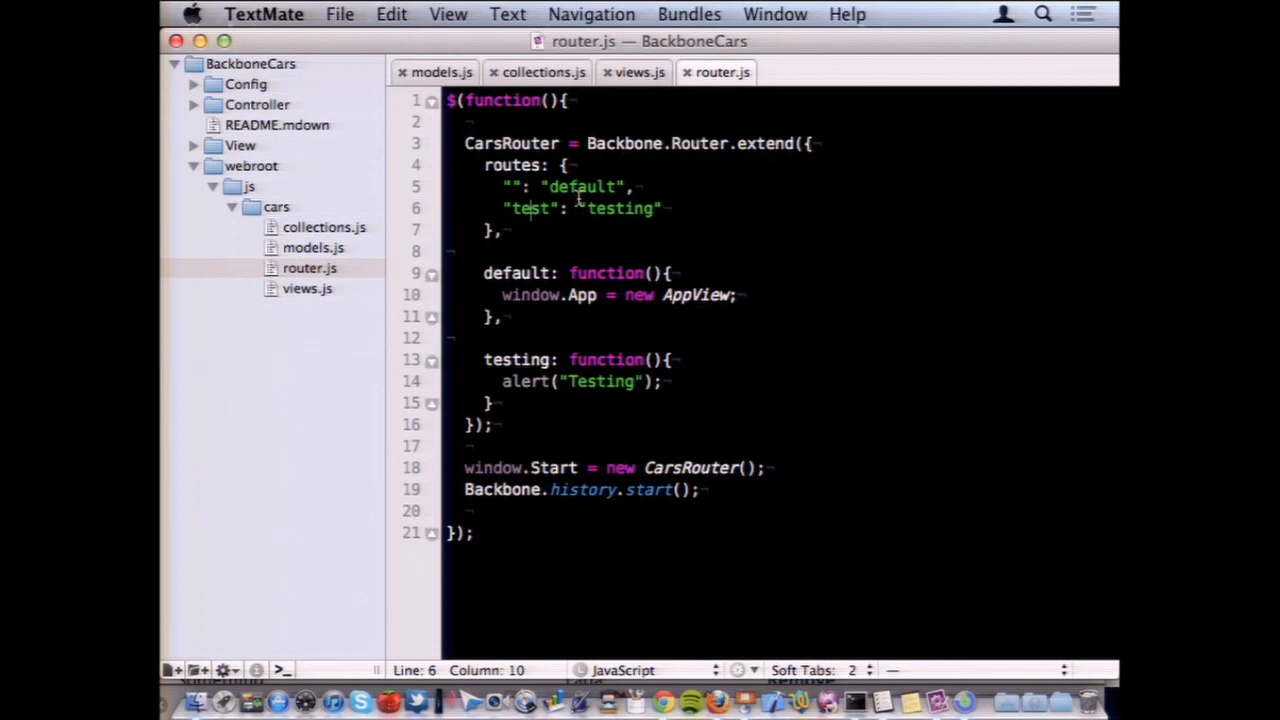 TextMate File Edit View Text Navigation Bundles Window Help
router.js — BackboneCars
BackboneCars
Config
Controller
README.mdown
View
webroot
js
cars
collections.js
models.js
router.js
views.js
models.js collections.js views.js router.js
1 $(function(){
2
3 CarsRouter = Backbone.Router.extend({
4 routes: {
5 "": "default",
6 "test": "testing"
7 },
8
9 default: function(){
10 window.App = new AppView;
11 },
12
13 testing: function(){
14 alert("Testing");
15 }
16 });
17
18 window.Start = new CarsRouter();
19 Backbone.history.start();
20
21 });
Line: 6 Column: 10 JavaScript Soft Tabs: 2 —